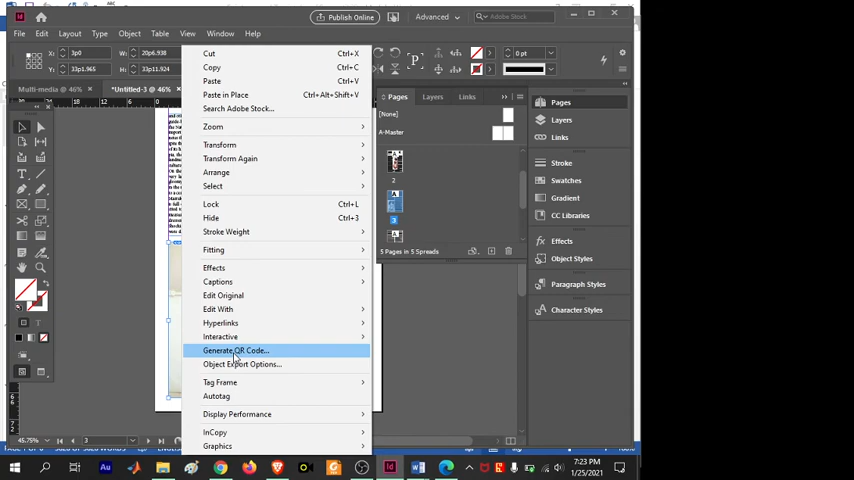 Publish Online
Advanced
Adobe Stock
File Edit Layout Type Object View Window Help
X: 3p0
W: 20p6.938
0 pt
Y: 33p1.965
H: 33p11.924
Multi-media @ 46%
*Untitled-3 @ 46%
Cut Ctrl+X
Copy Ctrl+C
Paste Ctrl+V
Paste in Place Ctrl+Alt+Shift+V
Search Adobe Stock...
Zoom
Transform
Transform Again
Arrange
Select
Lock Ctrl+L
Hide Ctrl+3
Stroke Weight
Fitting
Effects
Captions
Edit Original
Edit With
Hyperlinks
Interactive
Generate QR Code...
Object Export Options...
Tag Frame
Autotag
Display Performance
InCopy
Graphics
Pages Layers Links
[None]
A-Master
2
3
5 Pages in 5 Spreads
Pages
Layers
Links
Stroke
Swatches
Gradient
CC Libraries
Effects
Object Styles
Paragraph Styles
Character Styles
45.75%
3
7:23 PM
1/25/2021